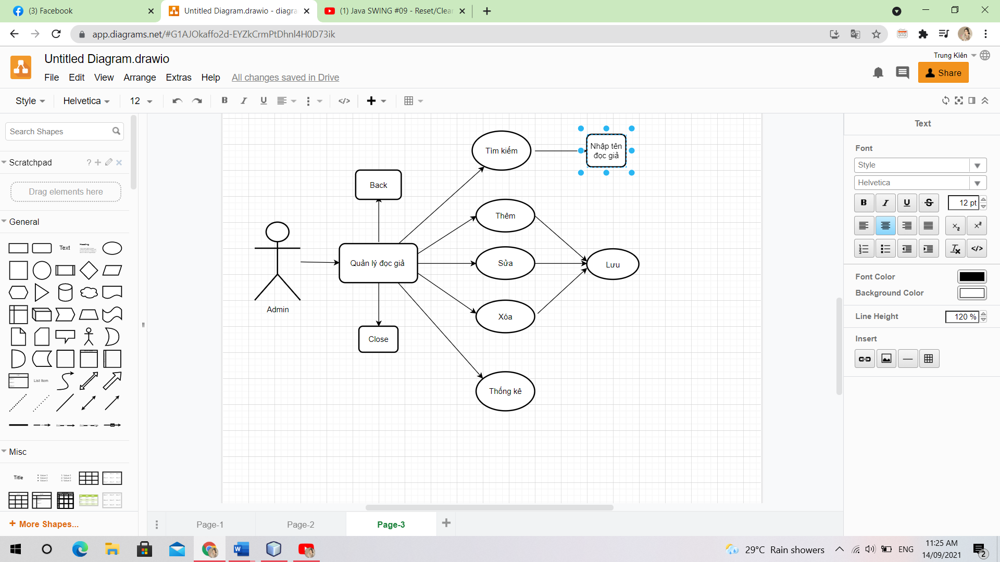 (3) Facebook
Untitled Diagram.drawio - diagra
(1) Java SWING #09 - Reset/Clear
app.diagrams.net/#G1AJOkaffo2d-EYZkCrmPtDhnl4H0D73ik
Untitled Diagram.drawio
Trung Kiên
File Edit View Arrange Extras Help All changes saved in Drive
Share
Style Helvetica 12
B I U
Search Shapes
Scratchpad
?
Drag elements here
General
Text
Heading
List Item
Misc
Title
+ More Shapes...
Tìm kiếm
Nhập tên
đọc giả
Back
Thêm
Quản lý đọc giả
Sửa
Lưu
Admin
Xóa
Close
Thống kê
Text
Font
Style
Helvetica
B I U S 12 pt
Font Color
Background Color
Line Height 120 %
Insert
Page-1 Page-2 Page-3
29°C Rain showers
ENG
11:25 AM
14/09/2021
2